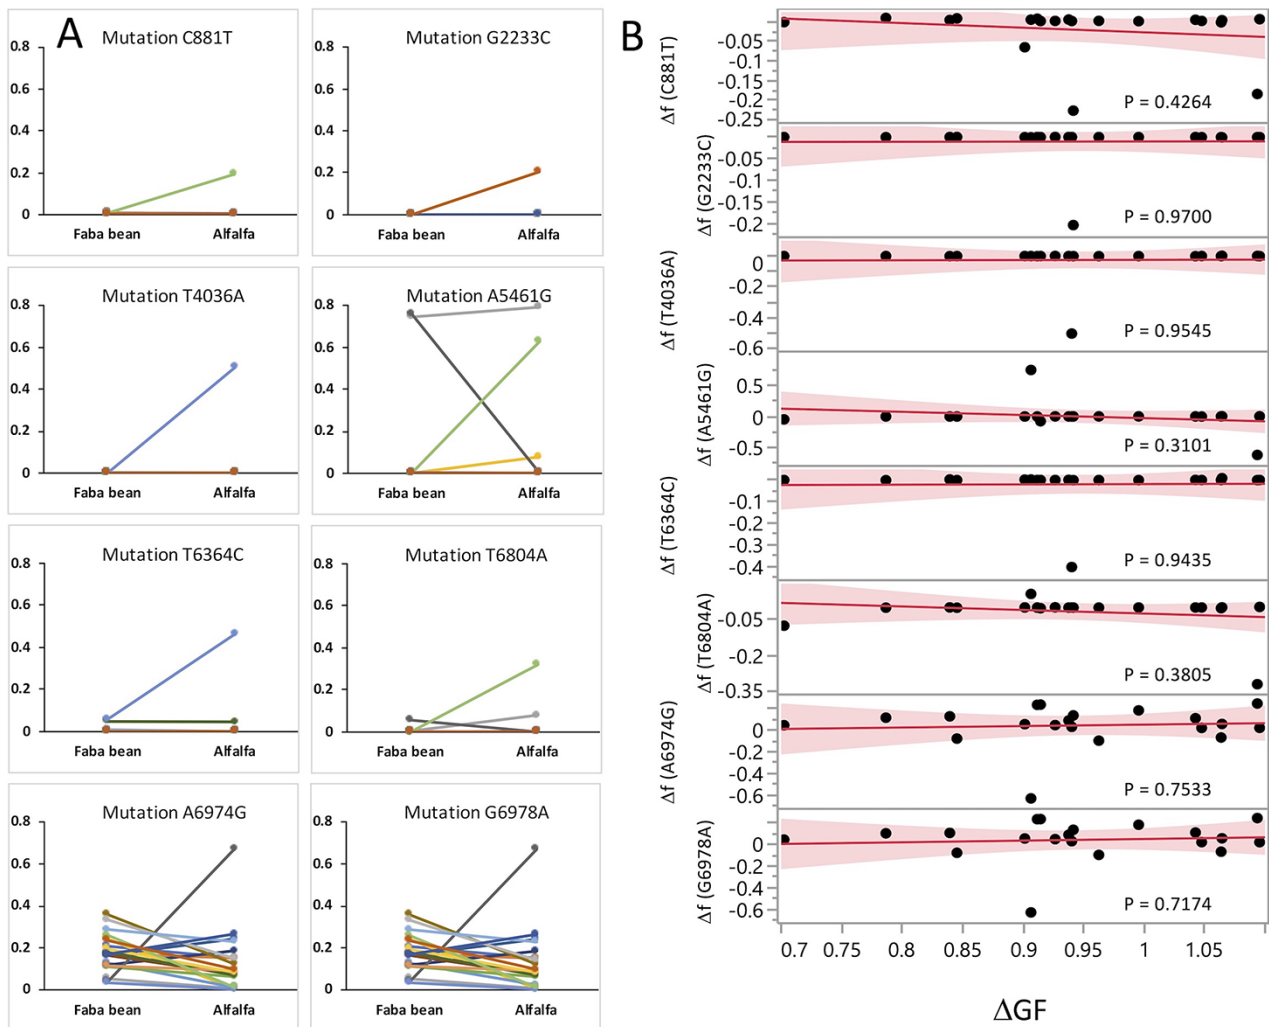 A
Mutation C881T
0.8
0.6
0.4
0.2
0
Faba bean
Alfalfa
Mutation G2233C
0.8
0.6
0.4
0.2
0
Faba bean
Alfalfa
Mutation T4036A
0.8
0.6
0.4
0.2
0
Faba bean
Alfalfa
Mutation A5461G
0.8
0.6
0.4
0.2
0
Faba bean
Alfalfa
Mutation T6364C
0.8
0.6
0.4
0.2
0
Faba bean
Alfalfa
Mutation T6804A
0.8
0.6
0.4
0.2
0
Faba bean
Alfalfa
Mutation A6974G
0.8
0.6
0.4
0.2
0
Faba bean
Alfalfa
Mutation G6978A
0.8
0.6
0.4
0.2
0
Faba bean
Alfalfa
B
Δf (C881T)
-0.05
-0.1
-0.15
-0.2
-0.25
P = 0.4264
Δf (G2233C)
-0.05
-0.1
-0.15
-0.2
P = 0.9700
Δf (T4036A)
0
-0.2
-0.4
-0.6
P = 0.9545
Δf (A5461G)
0.5
0
-0.5
P = 0.3101
Δf (T6364C)
-0.1
-0.2
-0.3
-0.4
P = 0.9435
Δf (T6804A)
-0.05
-0.2
-0.35
P = 0.3805
Δf (A6974G)
0
-0.2
-0.4
-0.6
P = 0.7533
Δf (G6978A)
0
-0.2
-0.4
-0.6
P = 0.7174
0.7 0.75 0.8 0.85 0.9 0.95 1 1.05
ΔGF